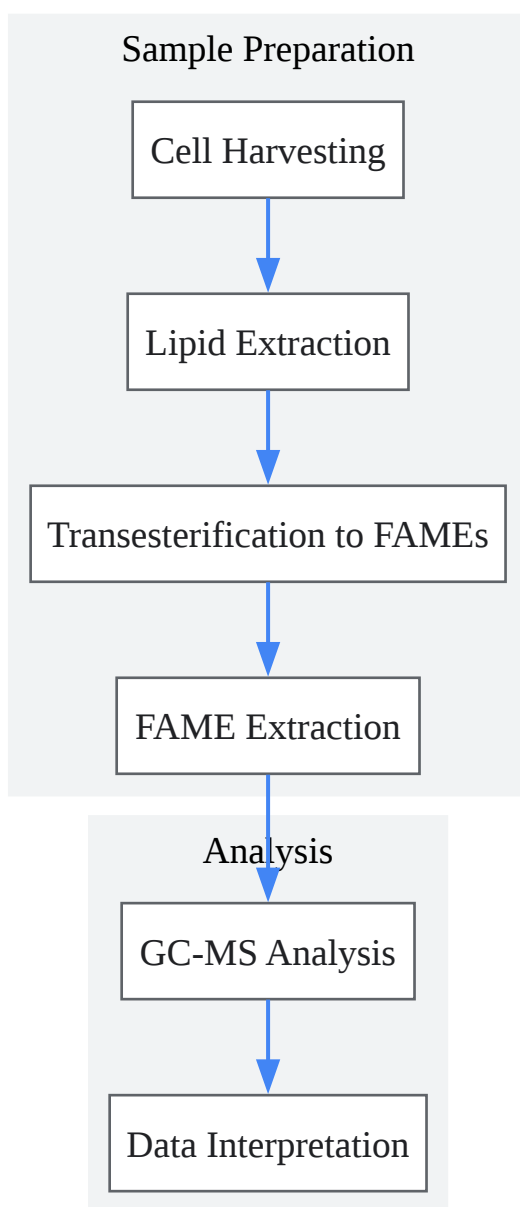 Sample Preparation
Cell Harvesting
Lipid Extraction
Transesterification to FAMEs
FAME Extraction
Analysis
GC-MS Analysis
Data Interpretation